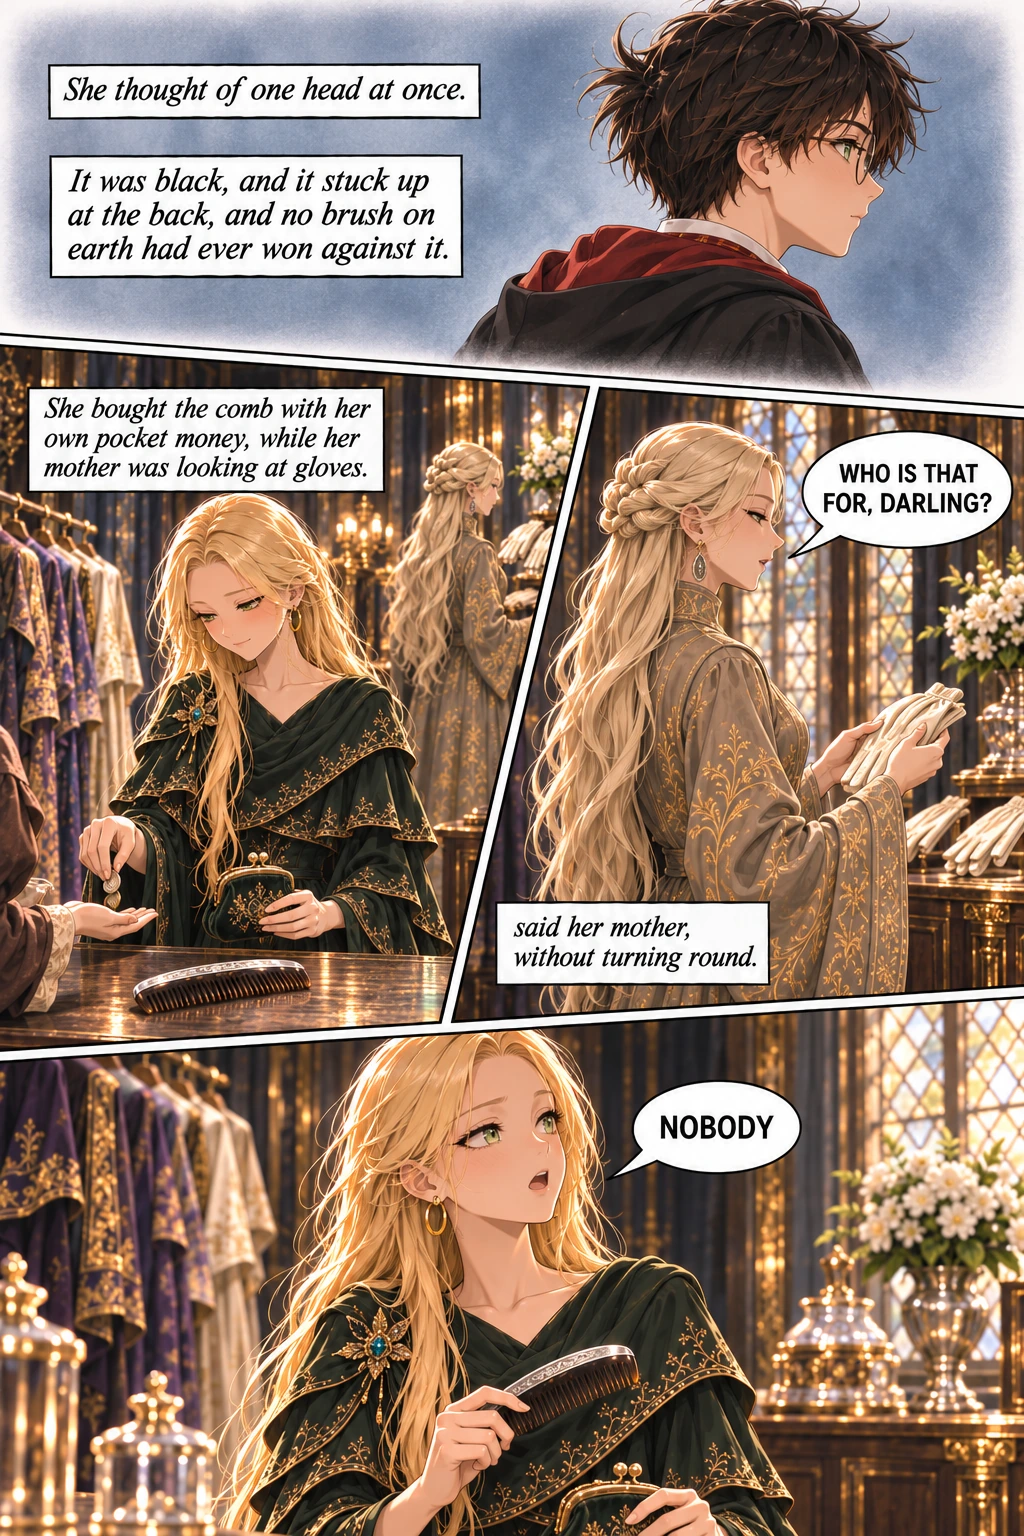 She thought of one head at once.
It was black, and it stuck up
at the back, and no brush on
earth had ever won against it.
She bought the comb with her
own pocket money, while her
mother was looking at gloves.
WHO IS THAT
FOR, DARLING?
said her mother,
without turning round.
NOBODY